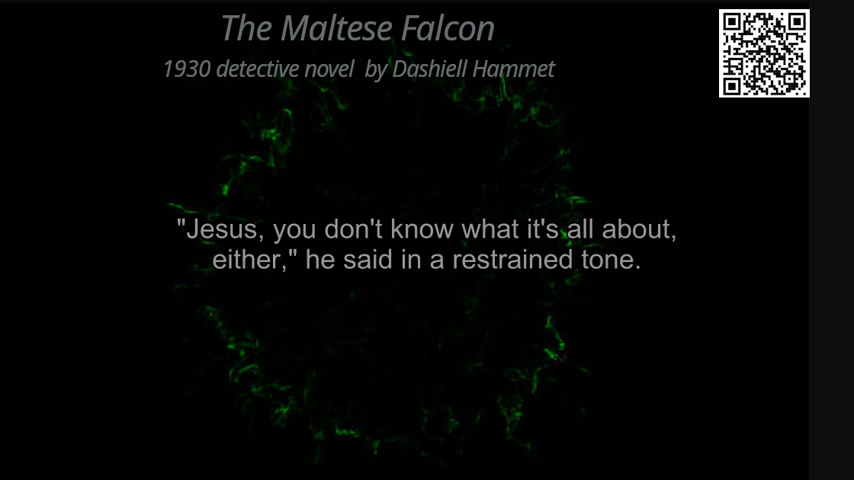 The Maltese Falcon
1930 detective novel  by Dashiell Hammet
"Jesus, you don't know what it's all about,
either," he said in a restrained tone.